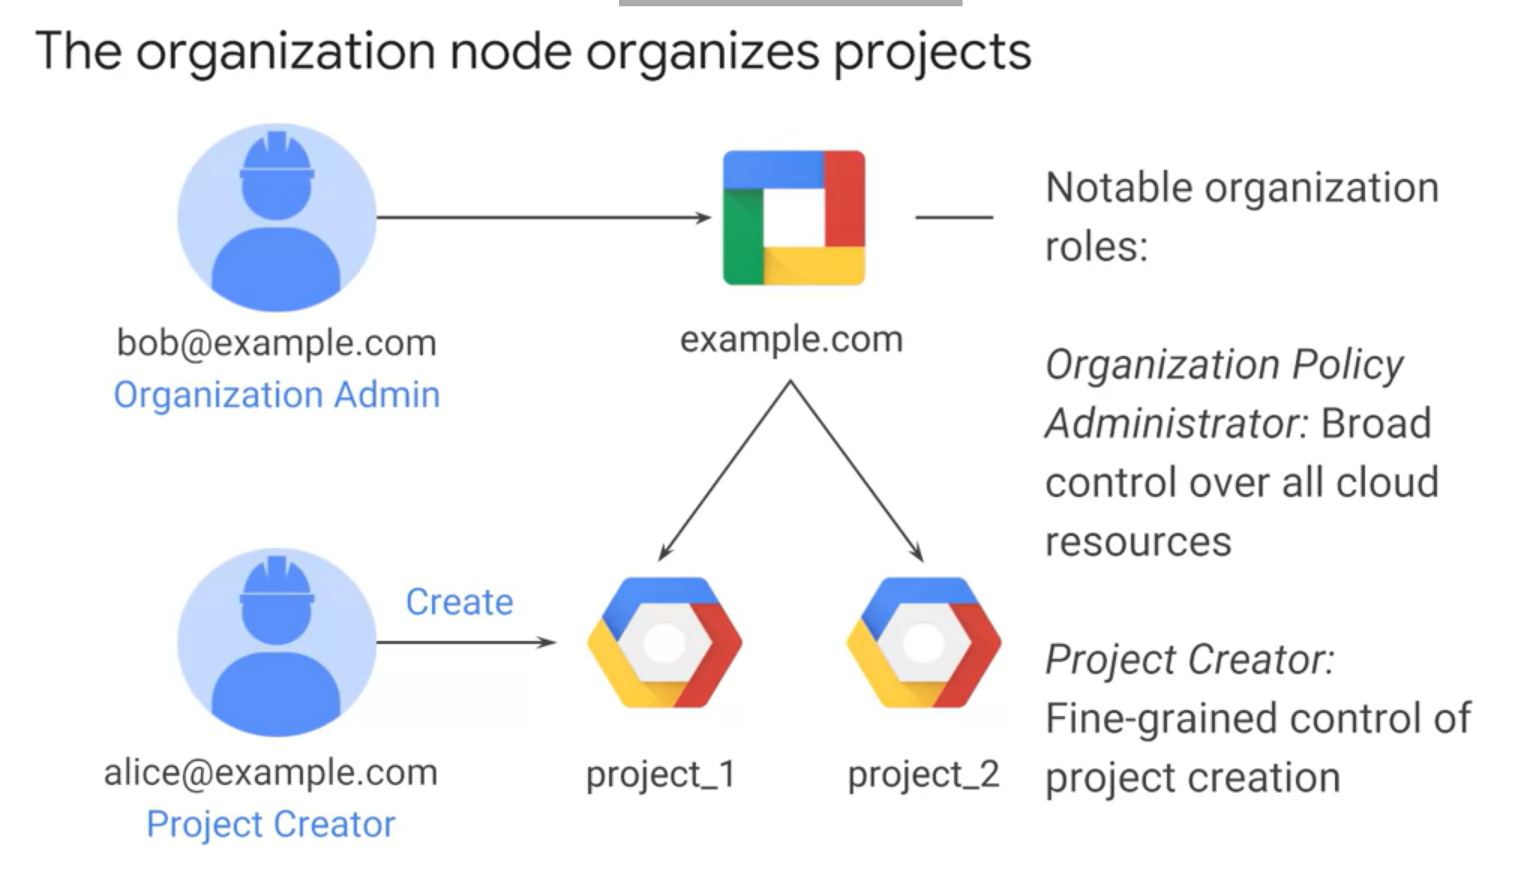 The organization node organizes projects
bob@example.com
Organization Admin
example.com
Notable organization
roles:
Organization Policy
Administrator: Broad
control over all cloud
resources
Project Creator:
Fine-grained control of
project creation
Create
alice@example.com
Project Creator
project_1
project_2